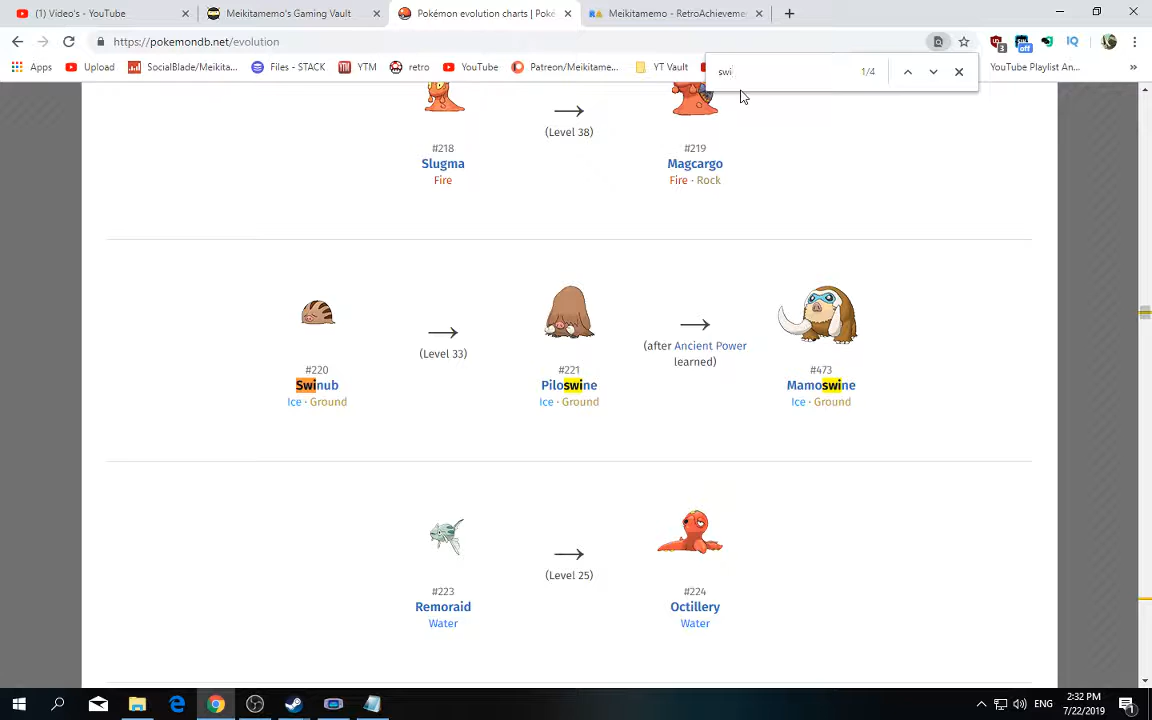 (1) Video's - YouTube
Meikitamemo's Gaming Vault
Pokémon evolution charts | Poké
Meikitamemo - RetroAchieveme
https://pokemondb.net/evolution
3
off
IQ
Apps
Upload
SocialBlade/Meikita...
Files - STACK
YTM
retro
YouTube
Patreon/Meikitame...
YT Vault
YouTube Playlist An...
»
swi
1/4
(Level 38)
#218
#219
Slugma
Magcargo
Fire
Fire · Rock
(Level 33)
(after Ancient Power
learned)
#220
#221
#473
Swinub
Piloswine
Mamoswine
Ice · Ground
Ice · Ground
Ice · Ground
(Level 25)
#223
#224
Remoraid
Octillery
Water
Water
ENG
2:32 PM
7/22/2019
1